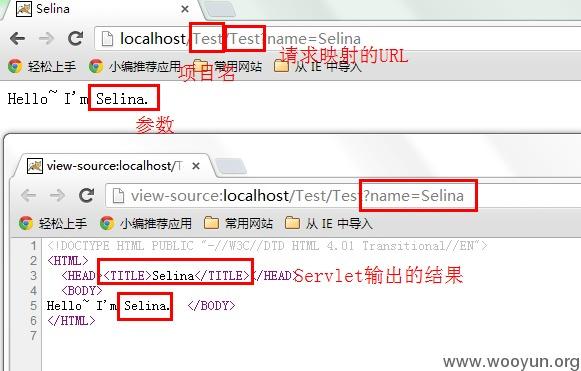 Selina
localhost/Test/Test?name=Selina
请求映射的URL
轻松上手 小编推荐应用 常用网站 从 IE 中导入
项目名
Hello~ I'm Selina.
参数
view-source:localhost/T
view-source:localhost/Test/Test?name=Selina
轻松上手 小编推荐应用 常用网站 从 IE 中导入
1 <!DOCTYPE HTML PUBLIC "-//W3C//DTD HTML 4.01 Transitional//EN">
2 <HTML>
3 <HEAD><TITLE>Selina</TITLE></HEAD>
Servlet输出的结果
4 <BODY>
5 Hello~ I'm Selina. </BODY>
6 </HTML>
7
www.wooyun.org